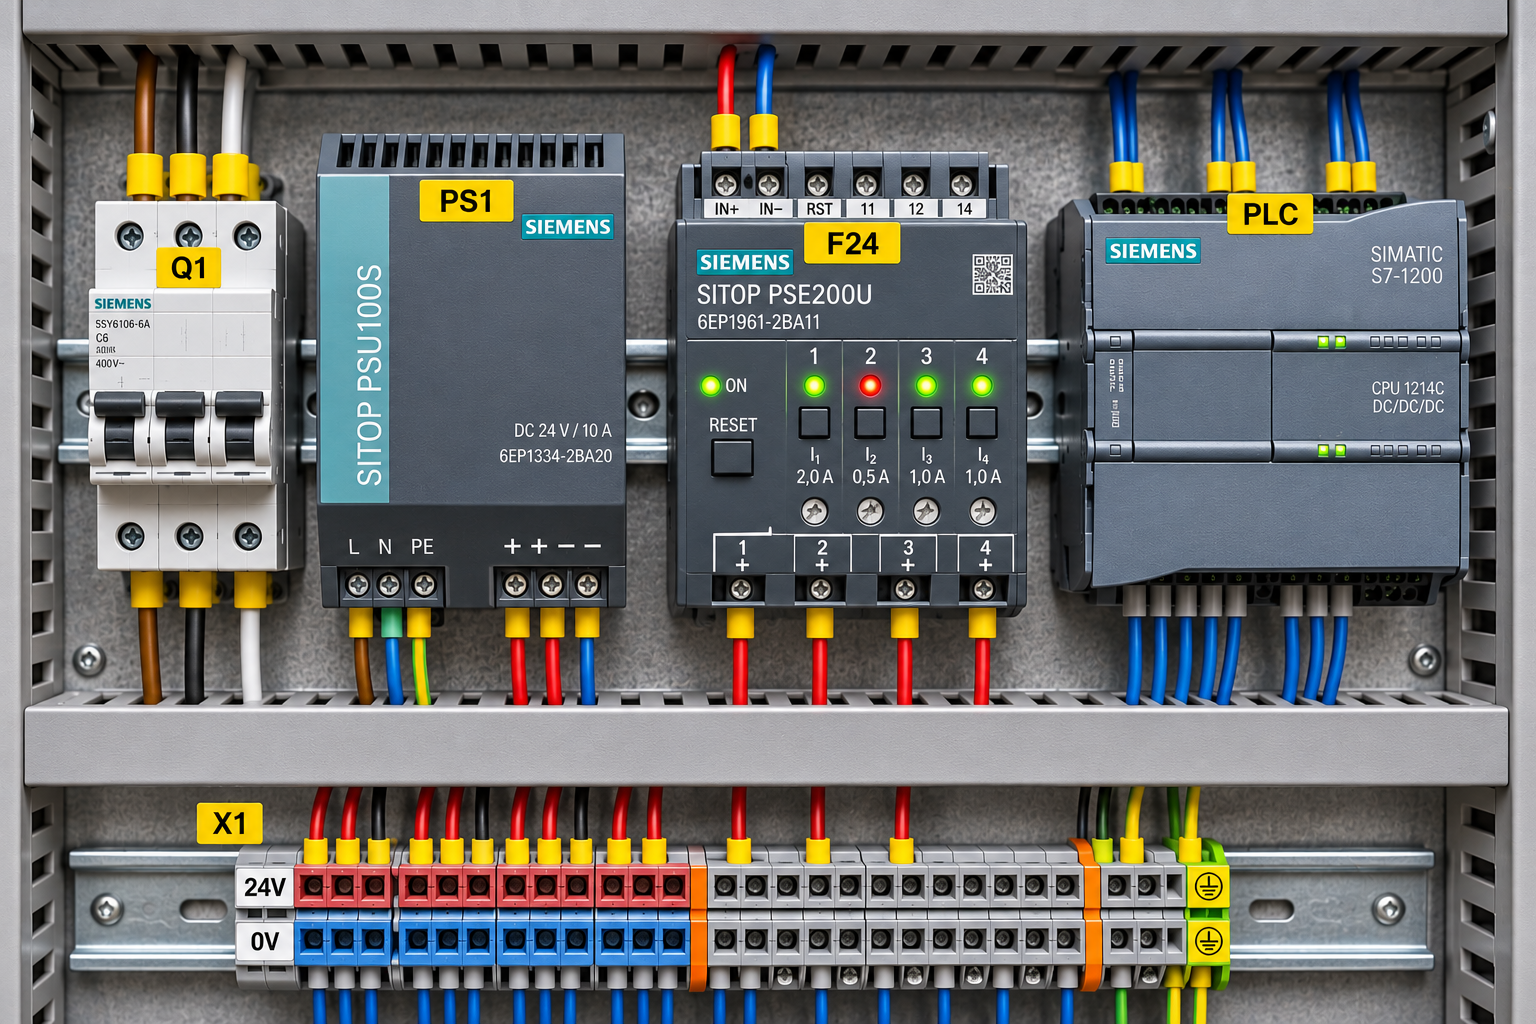 Q1
SIEMENS
5SY6106-6A
C6
400V~
PS1
SIEMENS
SITOP PSU100S
DC 24 V / 10 A
6EP1334-2BA20
L N PE + + − −
IN+ IN− RST 11 12 14
F24
SIEMENS
SITOP PSE200U
6EP1961-2BA11
1 2 3 4
ON
RESET
I₁ I₂ I₃ I₄
2,0 A 0,5 A 1,0 A 1,0 A
1 2 3 4
+ + + +
PLC
SIEMENS
SIMATIC
S7-1200
CPU 1214C
DC/DC/DC
X1
24V
0V